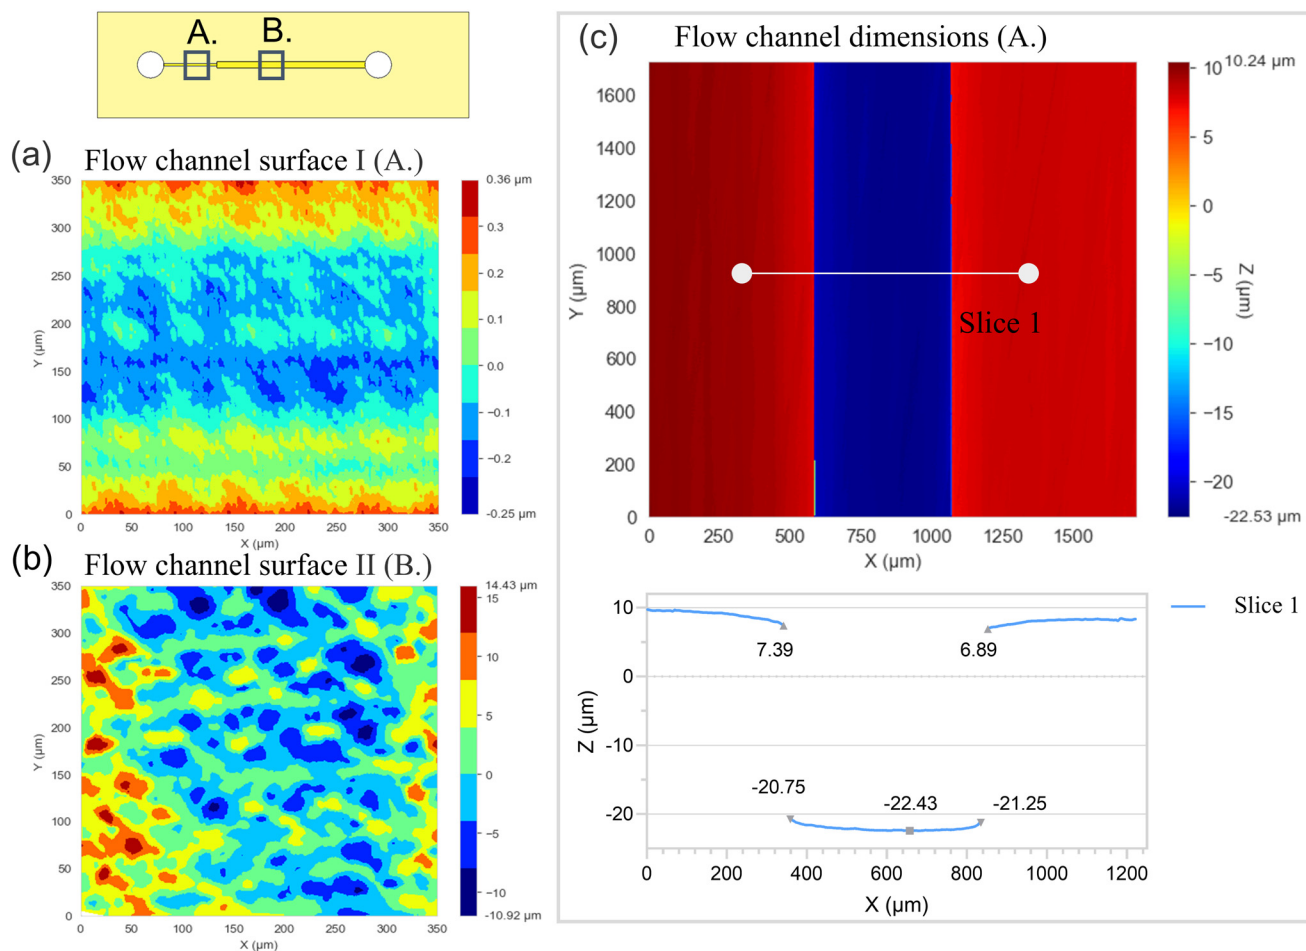 A. B.
(a)
Flow channel surface I (A.)
0.36 µm
0.3
0.2
0.1
0.0
−0.1
−0.2
-0.25 µm
350
300
250
200
150
100
50
0
Y (µm)
0 50 100 150 200 250 300 350
X (µm)
(b)
Flow channel surface II (B.)
14.43 µm
15
10
5
0
−5
−10
-10.92 µm
350
300
250
200
150
100
50
0
Y (µm)
0 50 100 150 200 250 300 350
X (µm)
(c)
Flow channel dimensions (A.)
10.24 µm
10
5
0
−5
−10
−15
−20
-22.53 µm
Z (µm)
1600
1400
1200
1000
800
600
400
200
0
Y (µm)
Slice 1
0 250 500 750 1000 1250 1500
X (µm)
Slice 1
10
0
-10
-20
Z (µm)
7.39 6.89
-20.75 -22.43 -21.25
0 200 400 600 800 1000 1200
X (µm)